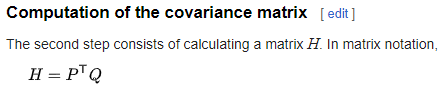 Computation of the covariance matrix [ edit ]
The second step consists of calculating a matrix H. In matrix notation,
H = PᵀQ